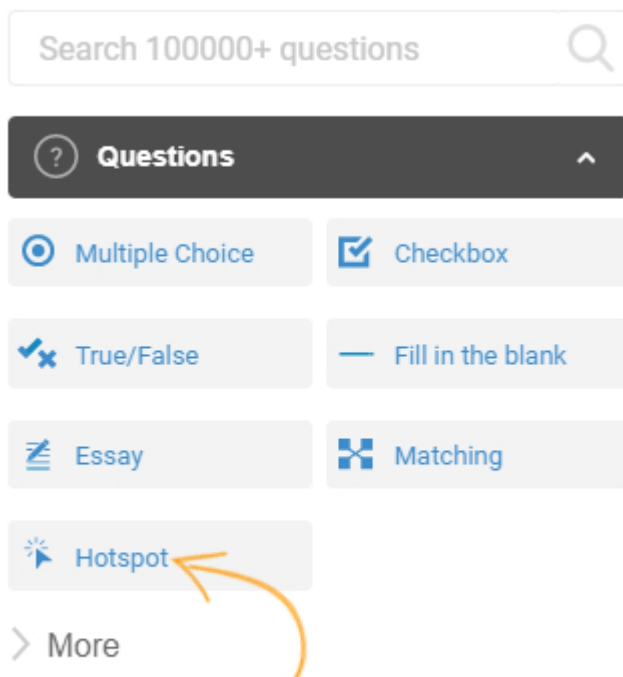 Search 100000+ questions
? Questions
Multiple Choice
Checkbox
True/False
Fill in the blank
Essay
Matching
Hotspot
More